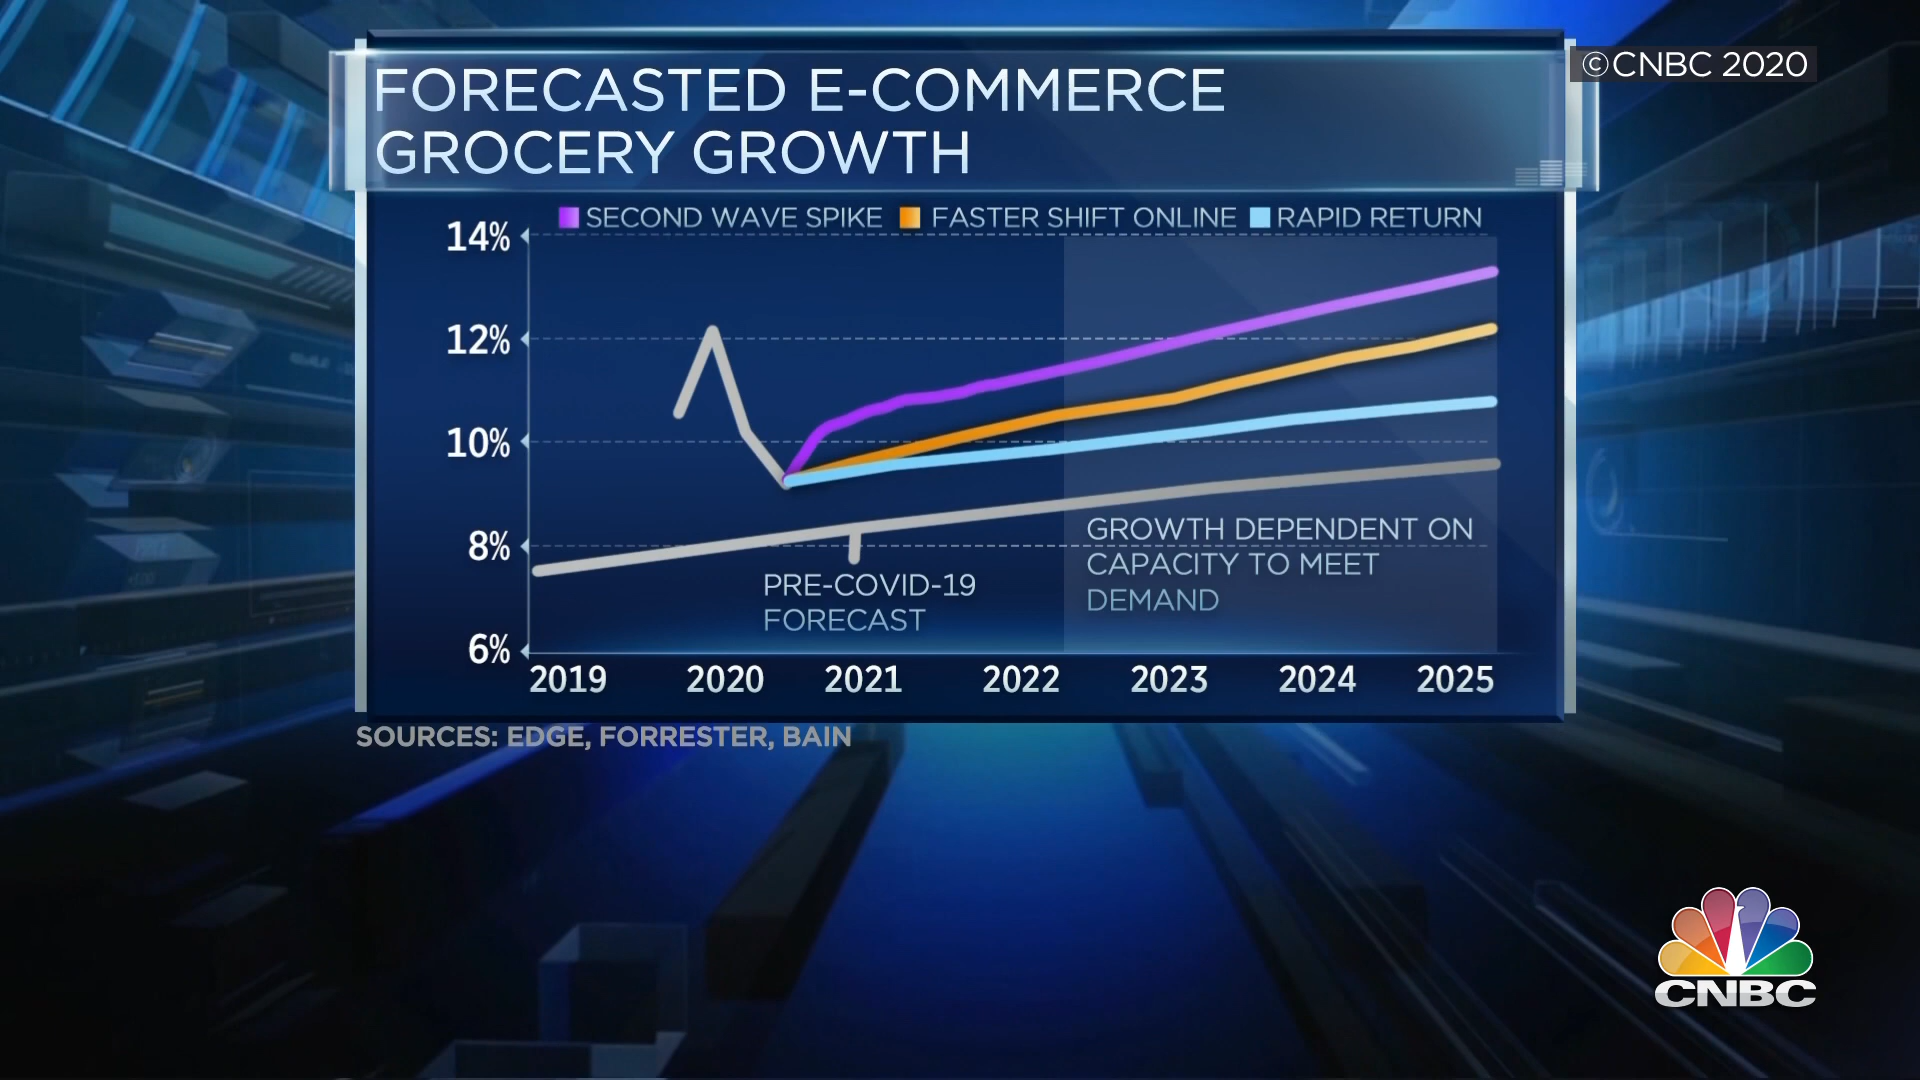 FORECASTED E-COMMERCE
GROCERY GROWTH
©CNBC 2020
SECOND WAVE SPIKE FASTER SHIFT ONLINE RAPID RETURN
14%
12%
10%
8%
6%
GROWTH DEPENDENT ON
CAPACITY TO MEET
DEMAND
PRE-COVID-19
FORECAST
2019 2020 2021 2022 2023 2024 2025
SOURCES: EDGE, FORRESTER, BAIN
CNBC